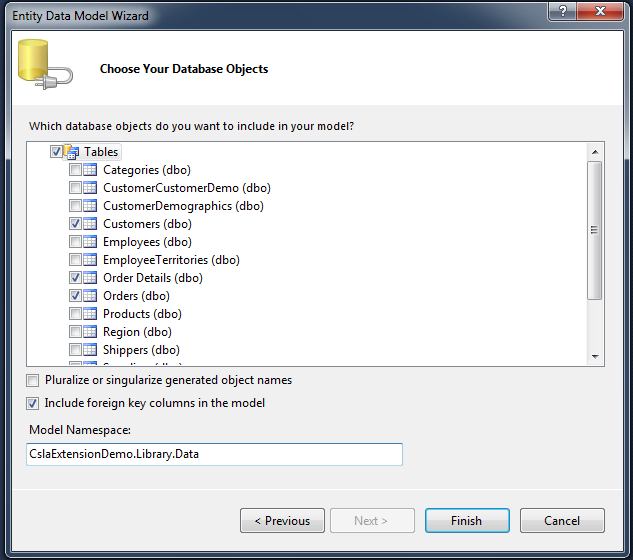 Entity Data Model Wizard
Choose Your Database Objects
Which database objects do you want to include in your model?
Tables
Categories (dbo)
CustomerCustomerDemo (dbo)
CustomerDemographics (dbo)
Customers (dbo)
Employees (dbo)
EmployeeTerritories (dbo)
Order Details (dbo)
Orders (dbo)
Products (dbo)
Region (dbo)
Shippers (dbo)
Pluralize or singularize generated object names
Include foreign key columns in the model
Model Namespace:
CslaExtensionDemo.Library.Data
< Previous
Next >
Finish
Cancel